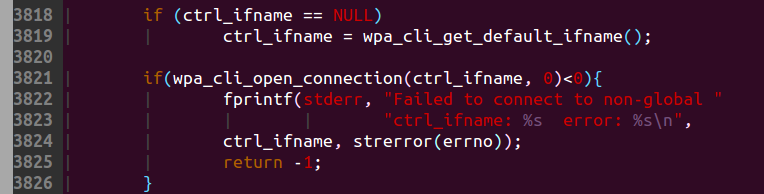 3818 if (ctrl_ifname == NULL)
3819 ctrl_ifname = wpa_cli_get_default_ifname();
3820
3821 if(wpa_cli_open_connection(ctrl_ifname, 0)<0){
3822 fprintf(stderr, "Failed to connect to non-global "
3823 "ctrl_ifname: %s  error: %s\n",
3824 ctrl_ifname, strerror(errno));
3825 return -1;
3826 }